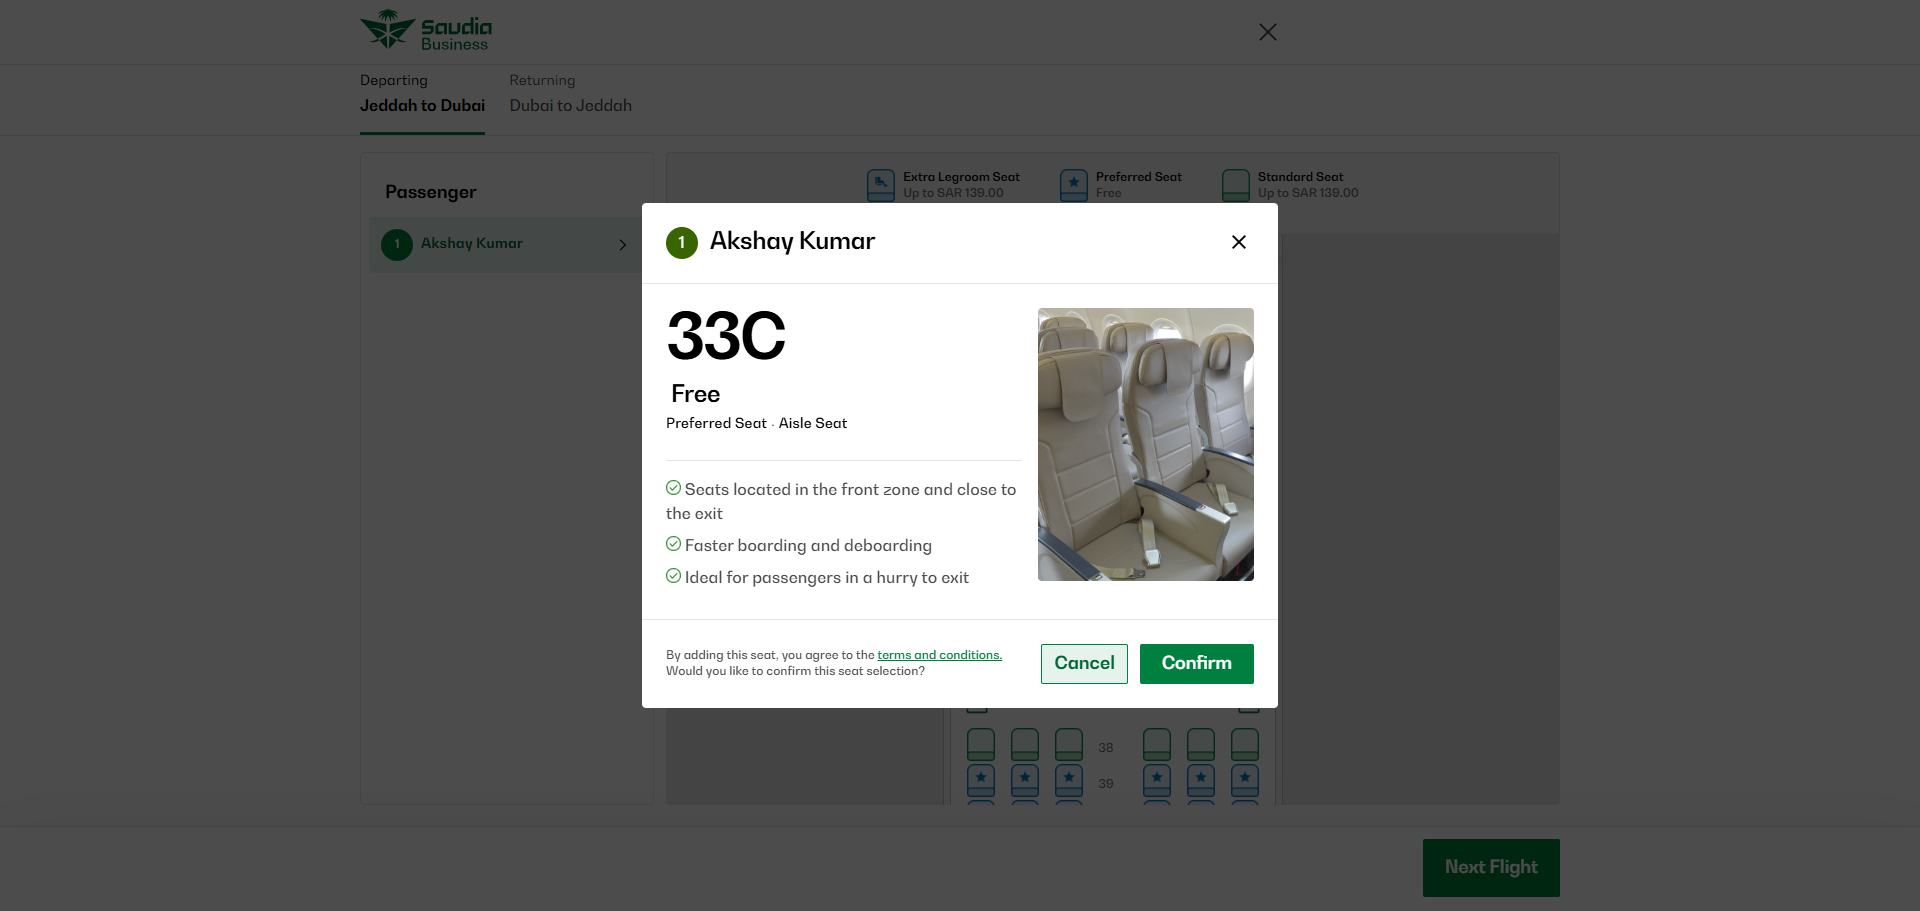 Saudia
Business
Departing
Jeddah to Dubai
Returning
Dubai to Jeddah
Passenger
1 Akshay Kumar
Extra Legroom Seat
Up to SAR 139.00
Preferred Seat
Free
Standard Seat
Up to SAR 139.00
1 Akshay Kumar
33C
Free
Preferred Seat · Aisle Seat
Seats located in the front zone and close to
the exit
Faster boarding and deboarding
Ideal for passengers in a hurry to exit
By adding this seat, you agree to the terms and conditions.
Would you like to confirm this seat selection?
Cancel
Confirm
38
39
Next Flight